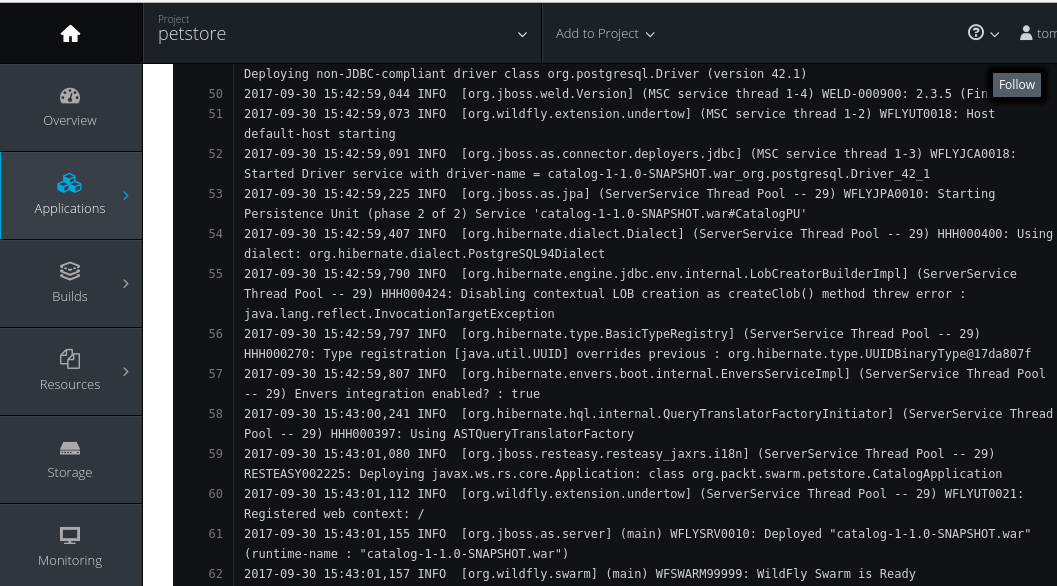 Project
petstore
Add to Project
Follow
Overview
Applications
Builds
Resources
Storage
Monitoring
Deploying non-JDBC-compliant driver class org.postgresql.Driver (version 42.1)
50 2017-09-30 15:42:59,044 INFO [org.jboss.weld.Version] (MSC service thread 1-4) WELD-000900: 2.3.5 (Fin
51 2017-09-30 15:42:59,073 INFO [org.wildfly.extension.undertow] (MSC service thread 1-2) WFLYUT0018: Host
default-host starting
52 2017-09-30 15:42:59,091 INFO [org.jboss.as.connector.deployers.jdbc] (MSC service thread 1-3) WFLYJCA0018:
Started Driver service with driver-name = catalog-1-1.0-SNAPSHOT.war_org.postgresql.Driver_42_1
53 2017-09-30 15:42:59,225 INFO [org.jboss.as.jpa] (ServerService Thread Pool -- 29) WFLYJPA0010: Starting
Persistence Unit (phase 2 of 2) Service 'catalog-1-1.0-SNAPSHOT.war#CatalogPU'
54 2017-09-30 15:42:59,407 INFO [org.hibernate.dialect.Dialect] (ServerService Thread Pool -- 29) HHH000400: Using
dialect: org.hibernate.dialect.PostgreSQL94Dialect
55 2017-09-30 15:42:59,790 INFO [org.hibernate.engine.jdbc.env.internal.LobCreatorBuilderImpl] (ServerService
Thread Pool -- 29) HHH000424: Disabling contextual LOB creation as createClob() method threw error :
java.lang.reflect.InvocationTargetException
56 2017-09-30 15:42:59,797 INFO [org.hibernate.type.BasicTypeRegistry] (ServerService Thread Pool -- 29)
HHH000270: Type registration [java.util.UUID] overrides previous : org.hibernate.type.UUIDBinaryType@17da807f
57 2017-09-30 15:42:59,807 INFO [org.hibernate.envers.boot.internal.EnversServiceImpl] (ServerService Thread Pool
-- 29) Envers integration enabled? : true
58 2017-09-30 15:43:00,241 INFO [org.hibernate.hql.internal.QueryTranslatorFactoryInitiator] (ServerService Thread
Pool -- 29) HHH000397: Using ASTQueryTranslatorFactory
59 2017-09-30 15:43:01,080 INFO [org.jboss.resteasy.resteasy_jaxrs.i18n] (ServerService Thread Pool -- 29)
RESTEASY002225: Deploying javax.ws.rs.core.Application: class org.packt.swarm.petstore.CatalogApplication
60 2017-09-30 15:43:01,112 INFO [org.wildfly.extension.undertow] (ServerService Thread Pool -- 29) WFLYUT0021:
Registered web context: /
61 2017-09-30 15:43:01,155 INFO [org.jboss.as.server] (main) WFLYSRV0010: Deployed "catalog-1-1.0-SNAPSHOT.war"
(runtime-name : "catalog-1-1.0-SNAPSHOT.war")
62 2017-09-30 15:43:01,157 INFO [org.wildfly.swarm] (main) WFSWARM99999: WildFly Swarm is Ready